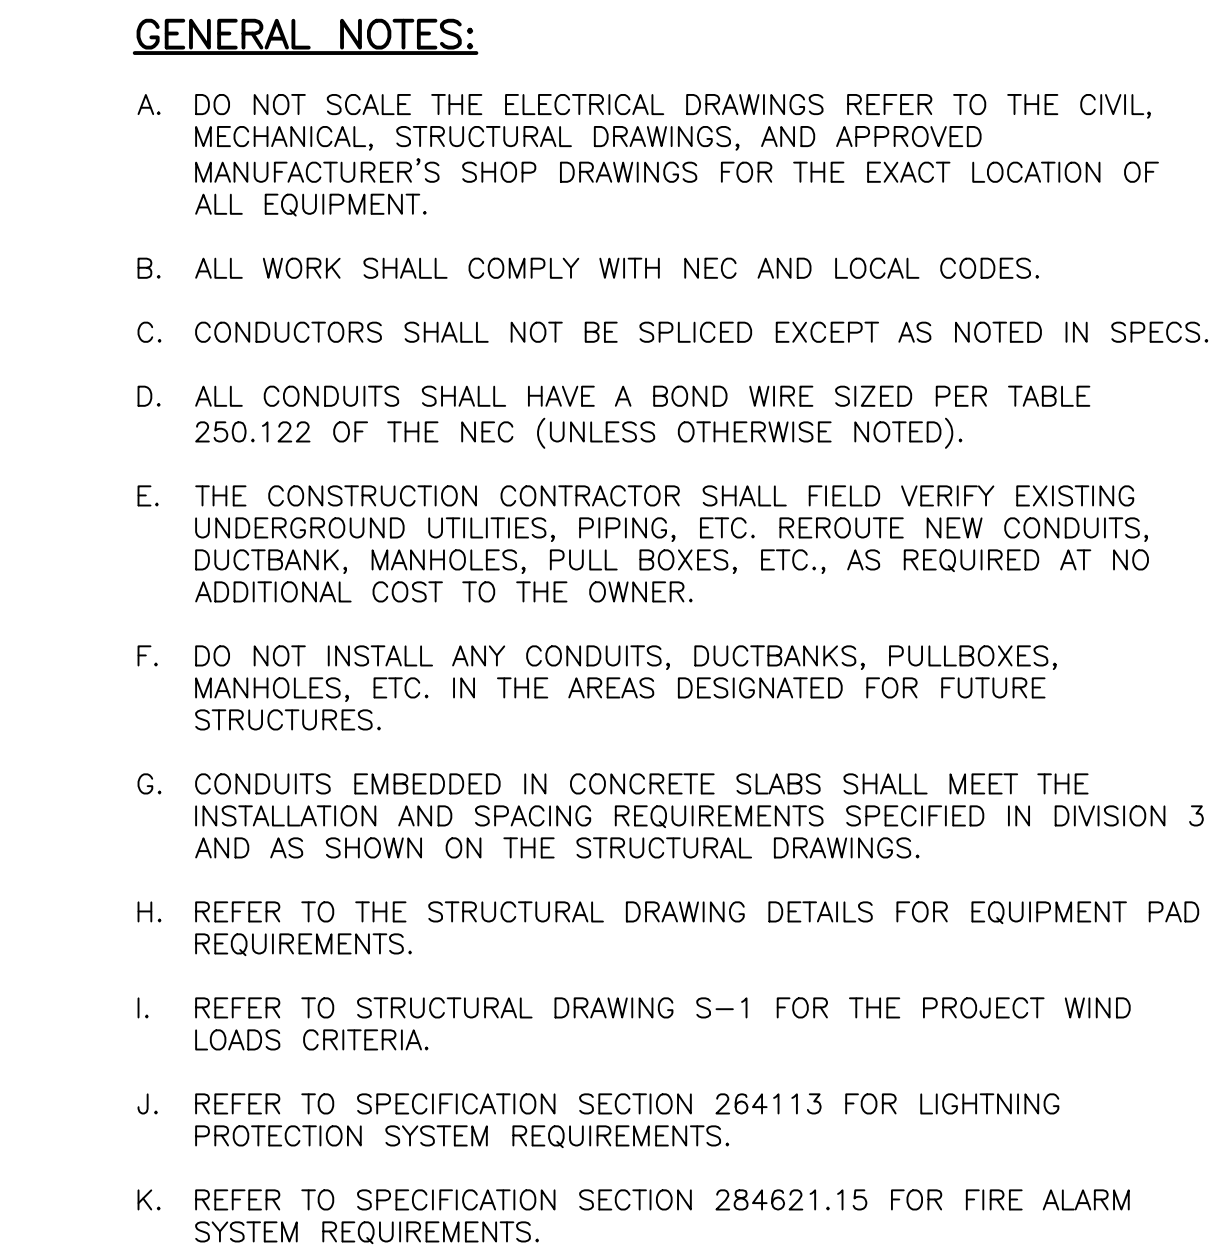 GENERAL NOTES:
A. DO NOT SCALE THE ELECTRICAL DRAWINGS REFER TO THE CIVIL,
MECHANICAL, STRUCTURAL DRAWINGS, AND APPROVED
MANUFACTURER'S SHOP DRAWINGS FOR THE EXACT LOCATION OF
ALL EQUIPMENT.
B. ALL WORK SHALL COMPLY WITH NEC AND LOCAL CODES.
C. CONDUCTORS SHALL NOT BE SPLICED EXCEPT AS NOTED IN SPECS.
D. ALL CONDUITS SHALL HAVE A BOND WIRE SIZED PER TABLE
250.122 OF THE NEC (UNLESS OTHERWISE NOTED).
E. THE CONSTRUCTION CONTRACTOR SHALL FIELD VERIFY EXISTING
UNDERGROUND UTILITIES, PIPING, ETC. REROUTE NEW CONDUITS,
DUCTBANK, MANHOLES, PULL BOXES, ETC., AS REQUIRED AT NO
ADDITIONAL COST TO THE OWNER.
F. DO NOT INSTALL ANY CONDUITS, DUCTBANKS, PULLBOXES,
MANHOLES, ETC. IN THE AREAS DESIGNATED FOR FUTURE
STRUCTURES.
G. CONDUITS EMBEDDED IN CONCRETE SLABS SHALL MEET THE
INSTALLATION AND SPACING REQUIREMENTS SPECIFIED IN DIVISION 3
AND AS SHOWN ON THE STRUCTURAL DRAWINGS.
H. REFER TO THE STRUCTURAL DRAWING DETAILS FOR EQUIPMENT PAD
REQUIREMENTS.
I. REFER TO STRUCTURAL DRAWING S-1 FOR THE PROJECT WIND
LOADS CRITERIA.
J. REFER TO SPECIFICATION SECTION 264113 FOR LIGHTNING
PROTECTION SYSTEM REQUIREMENTS.
K. REFER TO SPECIFICATION SECTION 284621.15 FOR FIRE ALARM
SYSTEM REQUIREMENTS.